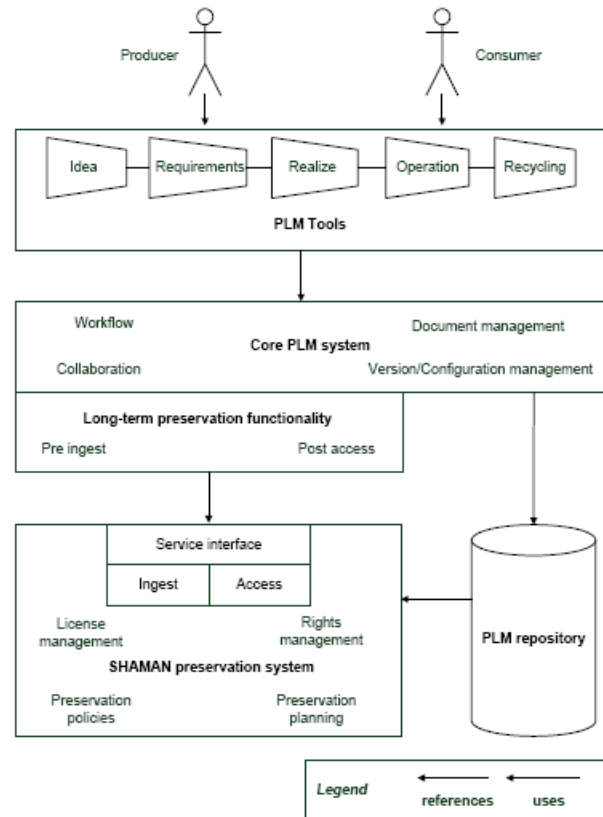 Producer
Consumer
Idea
Requirements
Realize
Operation
Recycling
PLM Tools
Workflow
Document management
Core PLM system
Collaboration
Version/Configuration management
Long-term preservation functionality
Pre ingest
Post access
Service interface
Ingest
Access
License
management
Rights
management
SHAMAN preservation system
Preservation
policies
Preservation
planning
PLM repository
Legend
references
uses